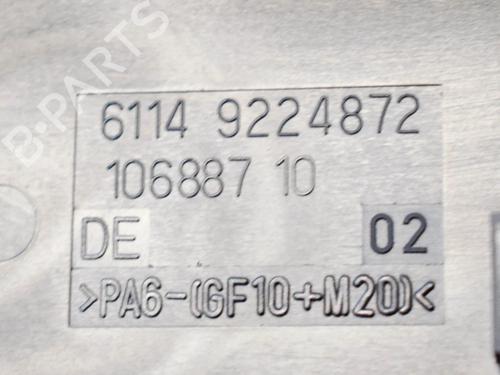 B-PARTS
6114 9224872
106887 10
DE 02
>PA6-(GF10+M20)<